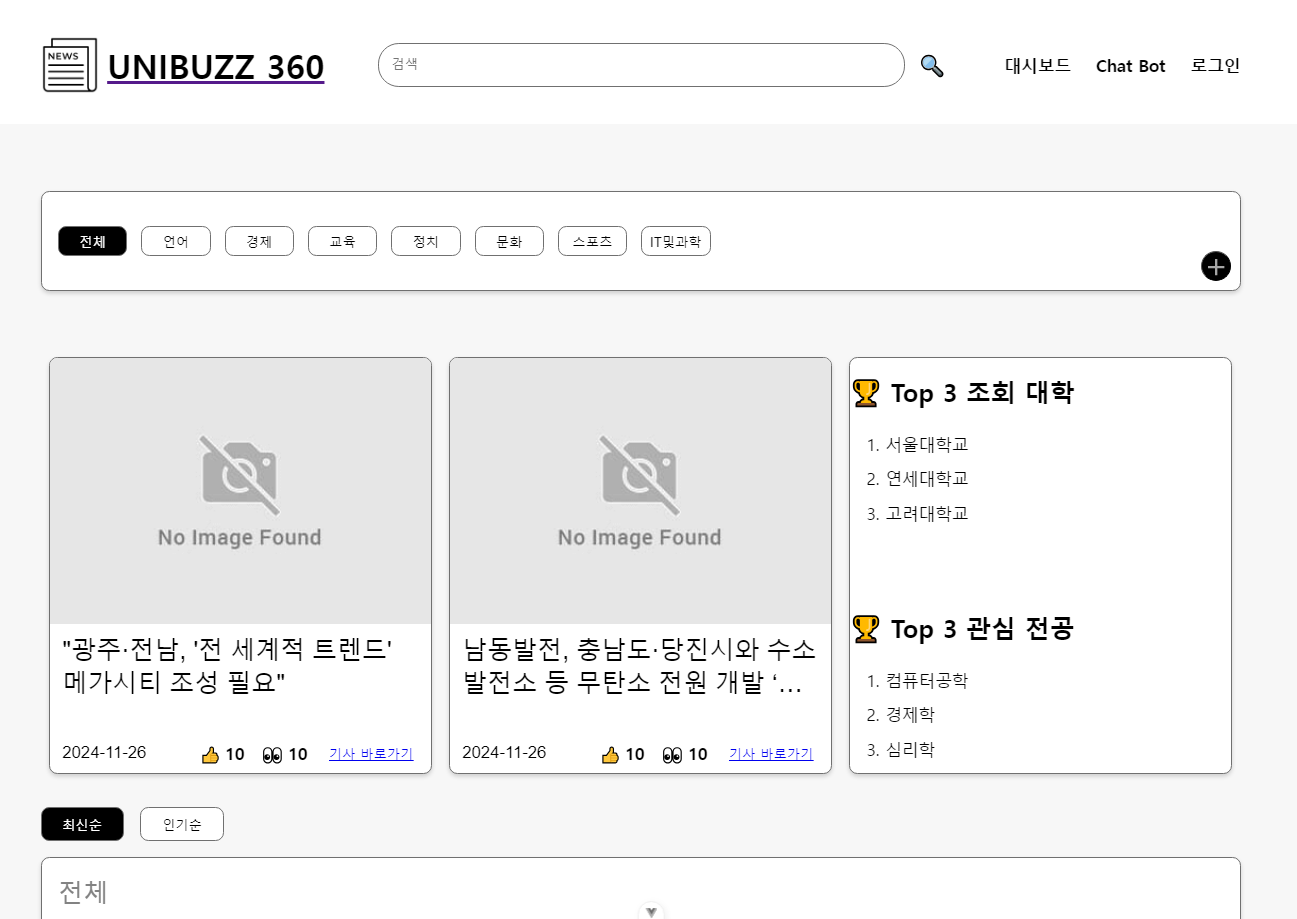 NEWS
UNIBUZZ 360
검색
대시보드
Chat Bot
로그인
전체
언어
경제
교육
정치
문화
스포츠
IT및과학
No Image Found
"광주·전남, '전 세계적 트렌드'
메가시티 조성 필요"
2024-11-26
10
10
기사 바로가기
No Image Found
남동발전, 충남도·당진시와 수소
발전소 등 무탄소 전원 개발 ‘…
2024-11-26
10
10
기사 바로가기
Top 3 조회 대학
1. 서울대학교
2. 연세대학교
3. 고려대학교
Top 3 관심 전공
1. 컴퓨터공학
2. 경제학
3. 심리학
최신순
인기순
전체